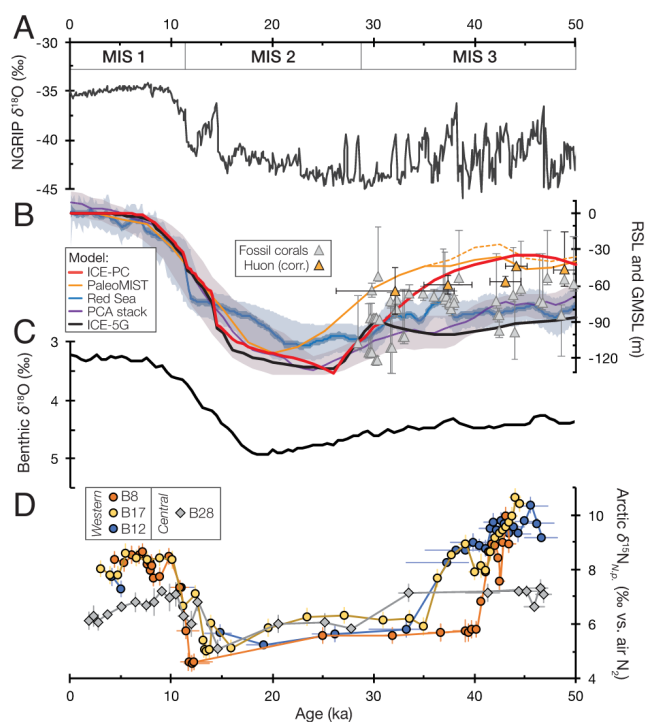 0 10 20 30 40 50
A
MIS 1 MIS 2 MIS 3
NGRIP δ¹⁸O (‰)
-30
-35
-40
-45
B
Model:
ICE-PC
PaleoMIST
Red Sea
PCA stack
ICE-5G
Fossil corals
Huon (corr.)
0
-30
-60
-90
-120
RSL and GMSL (m)
C
Benthic δ¹⁸O (‰)
3
4
5
D
Western
B8
B17
B12
Central
B28
10
8
6
4
Arctic δ¹⁵N N.p. (‰ vs. air N₂)
0 10 20 30 40 50
Age (ka)